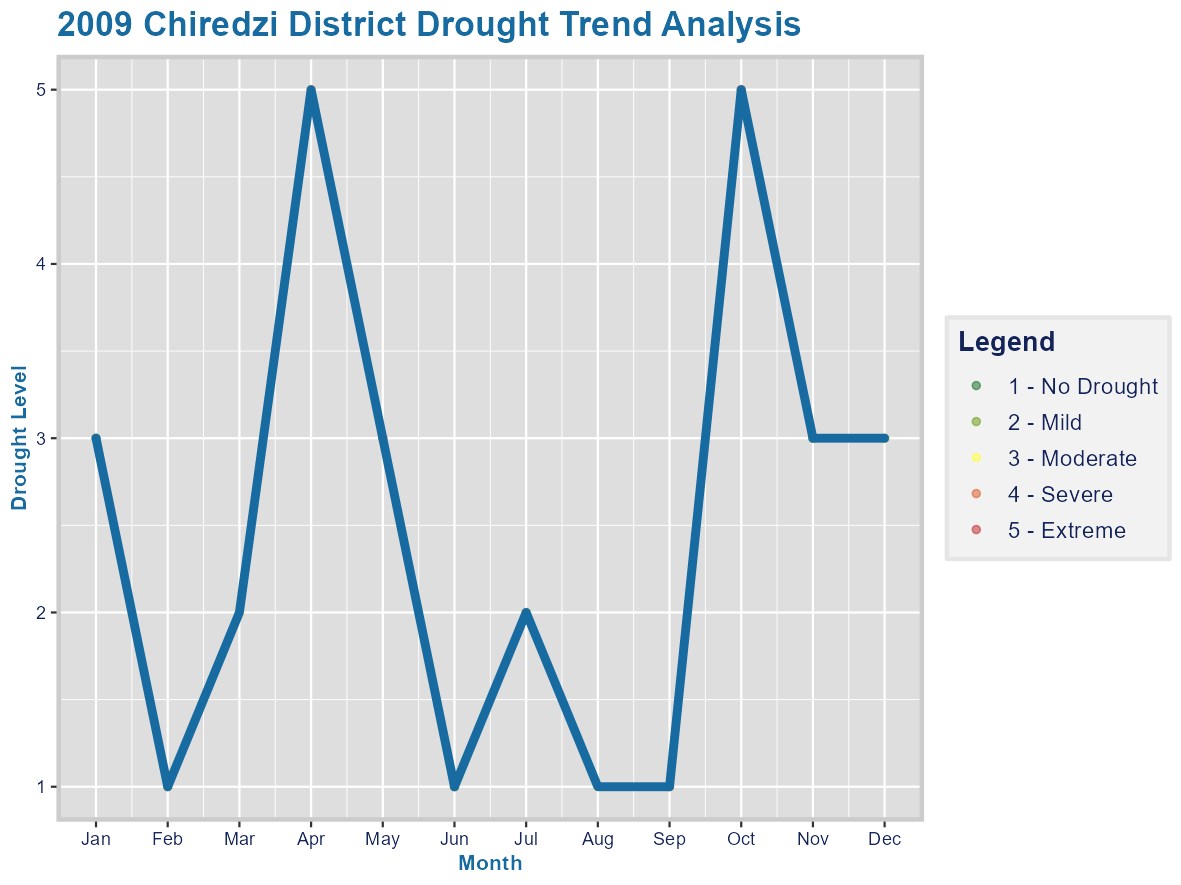 2009 Chiredzi District Drought Trend Analysis
5
4
3
2
1
Drought Level
Jan Feb Mar Apr May Jun Jul Aug Sep Oct Nov Dec
Month
Legend
1 - No Drought
2 - Mild
3 - Moderate
4 - Severe
5 - Extreme